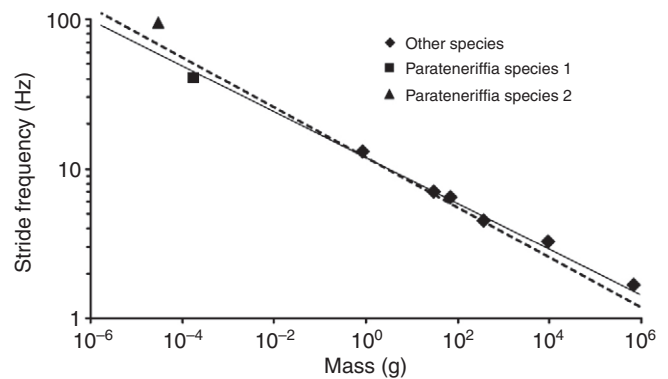 100
10
1
Stride frequency (Hz)
Other species
Parateneriffia species 1
Parateneriffia species 2
10⁻⁶ 10⁻⁴ 10⁻² 10⁰ 10² 10⁴ 10⁶
Mass (g)